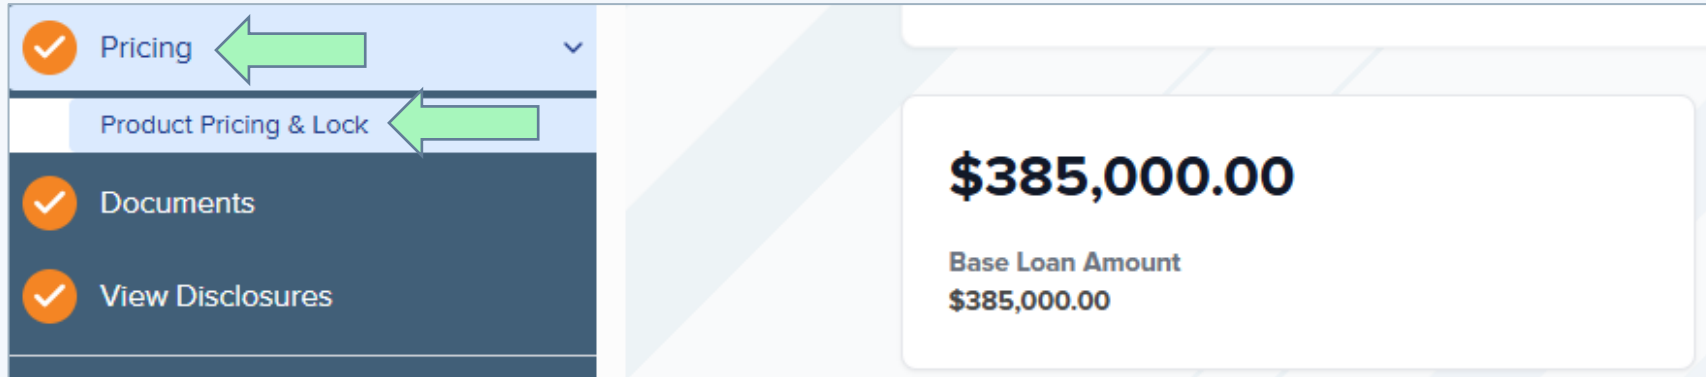 Pricing
Product Pricing & Lock
Documents
View Disclosures
$385,000.00
Base Loan Amount
$385,000.00